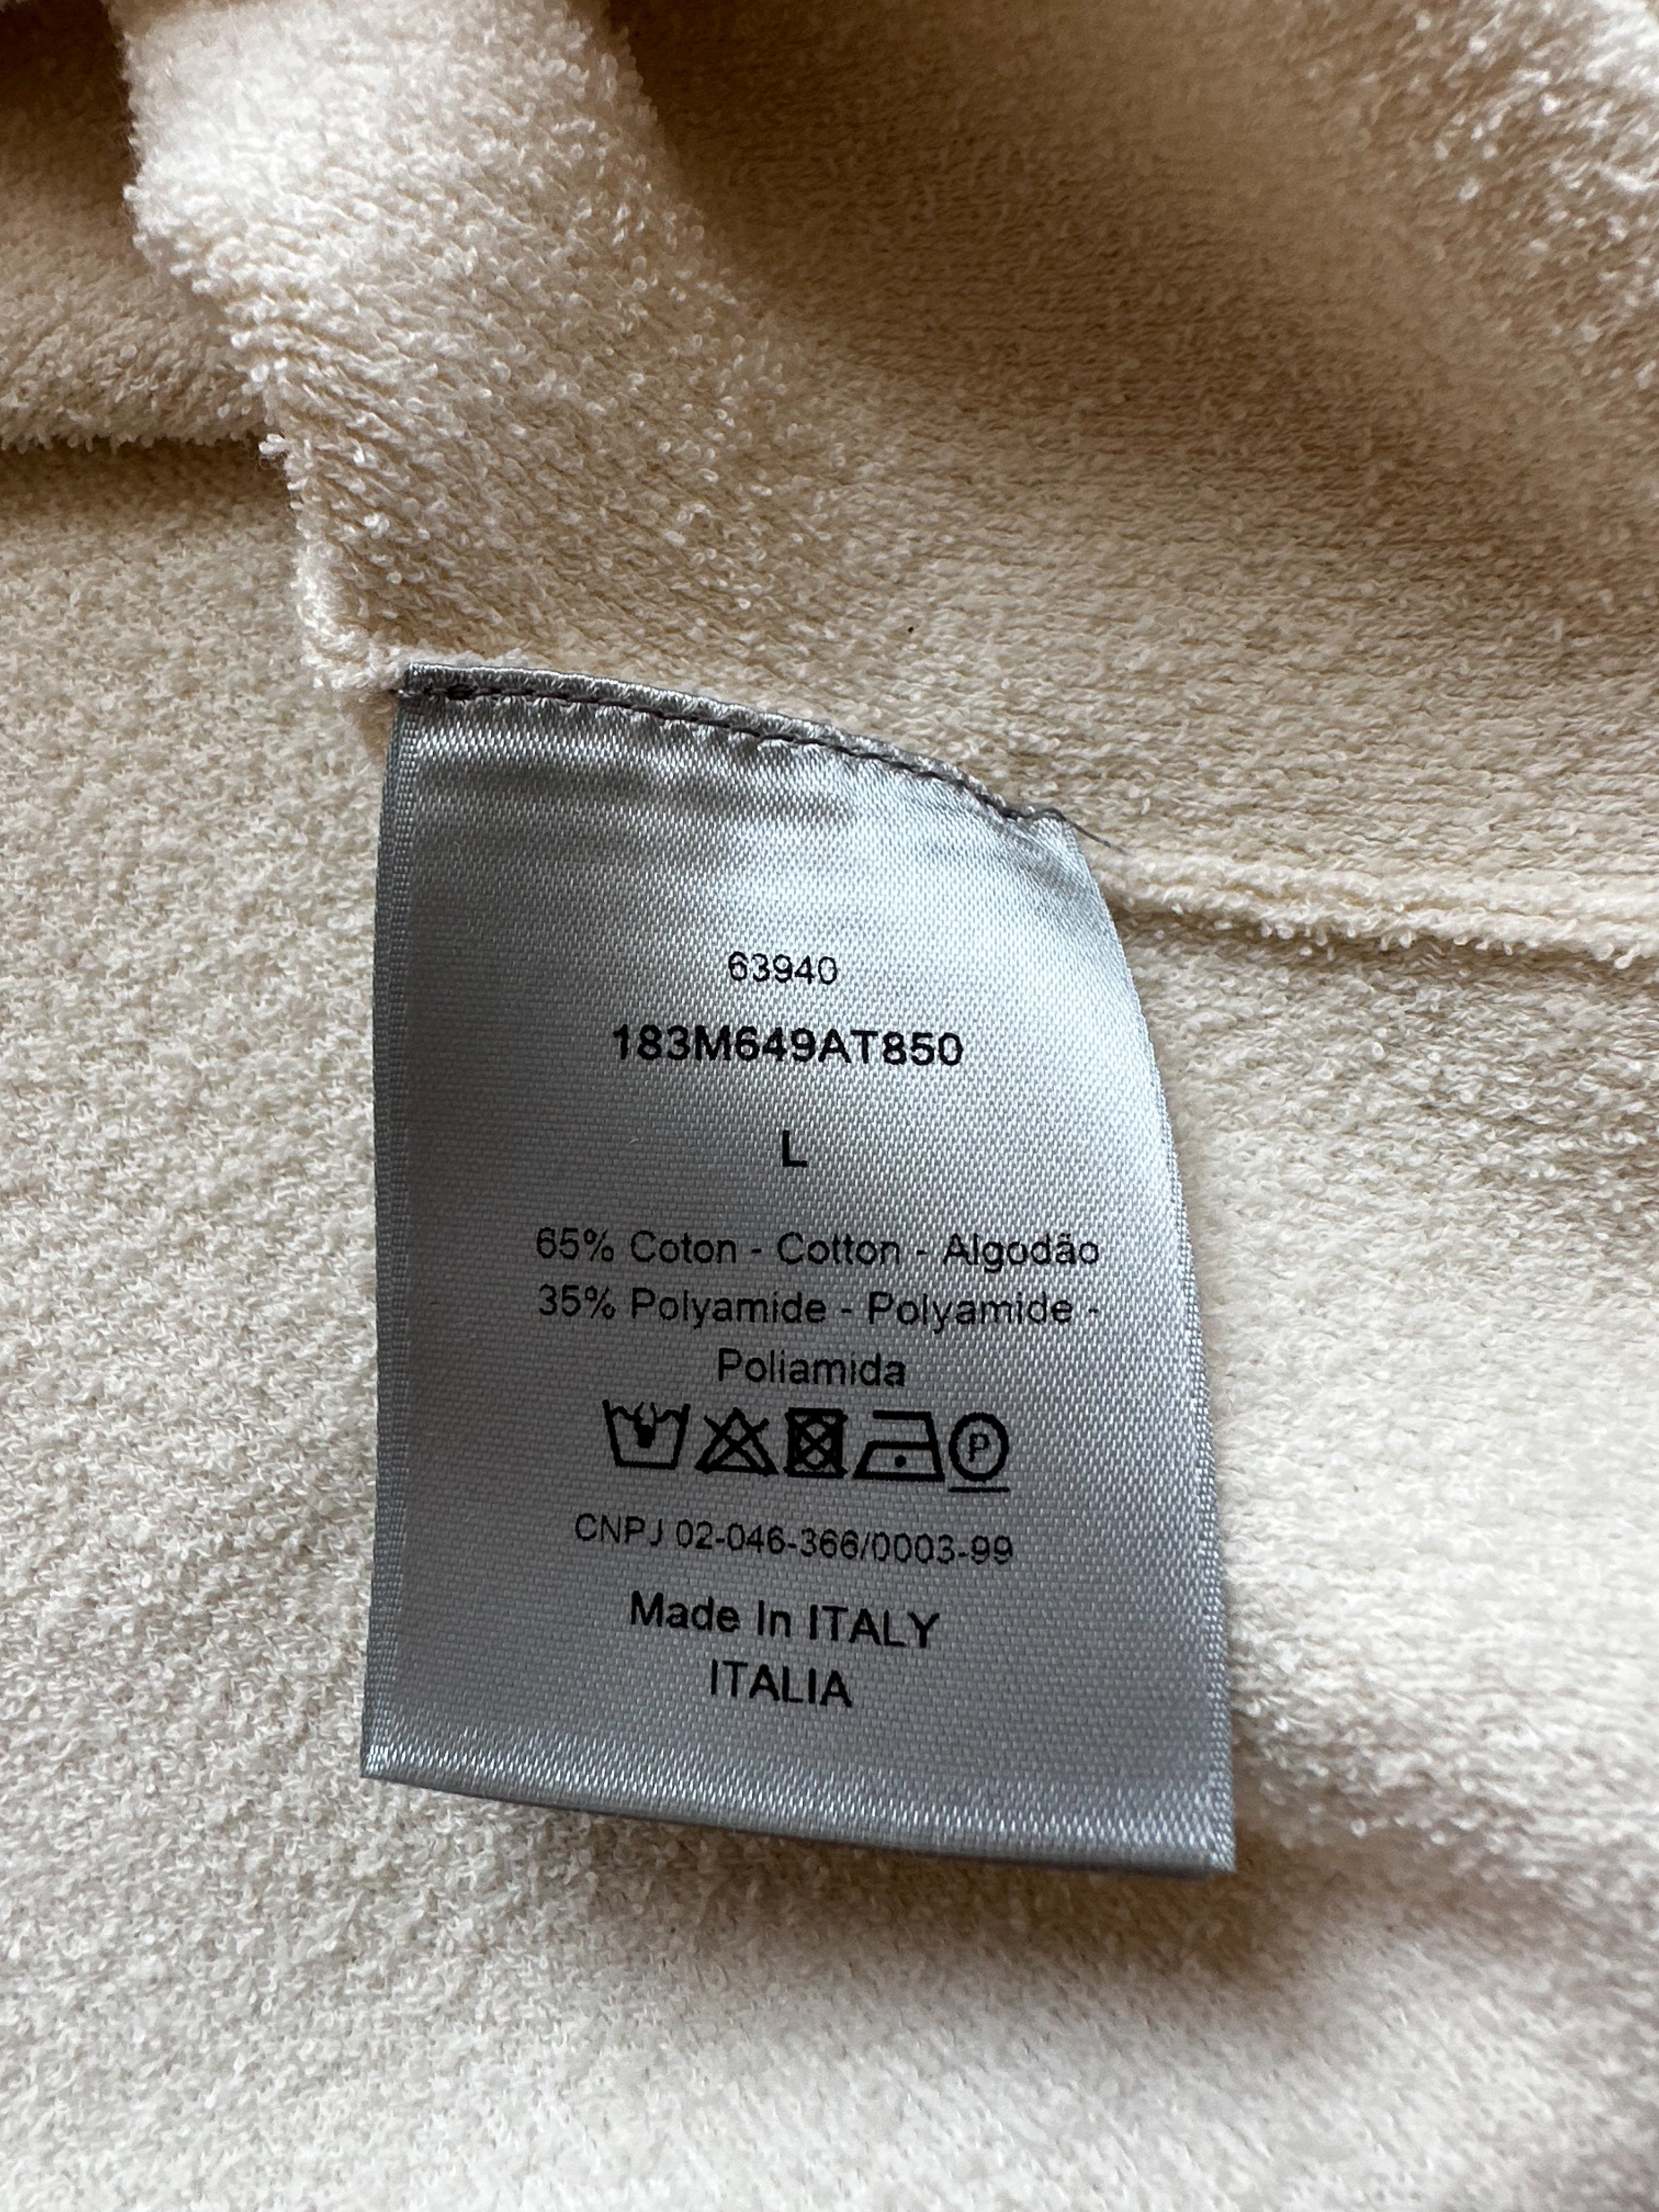 63940
183M649AT850
L
65% Coton - Cotton - Algodão
35% Polyamide - Polyamide -
Poliamida
P
CNPJ 02-046-366/0003-99
Made In ITALY
ITALIA